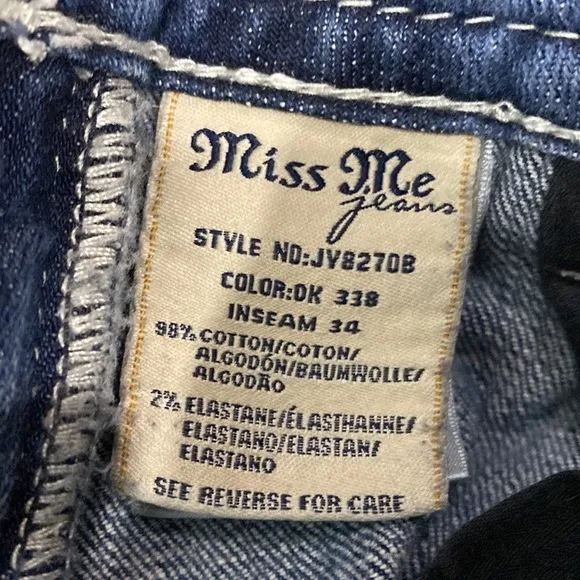 Miss Me
jeans
STYLE NO:JY8270B
COLOR:DK 338
INSEAM 34
98% COTTON/COTON/
ALGODÓN/BAUMWOLLE/
ALGODÃO
2% ELASTANE/ÉLASTHANNE/
ELASTANO/ELASTAN/
ELASTANO
SEE REVERSE FOR CARE